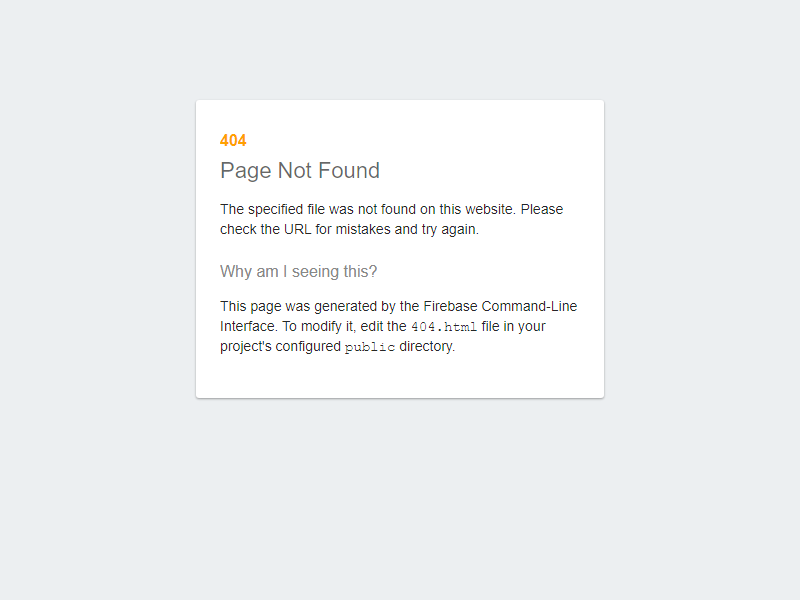 404
Page Not Found
The specified file was not found on this website. Please
check the URL for mistakes and try again.
Why am I seeing this?
This page was generated by the Firebase Command-Line
Interface. To modify it, edit the 404.html file in your
project's configured public directory.